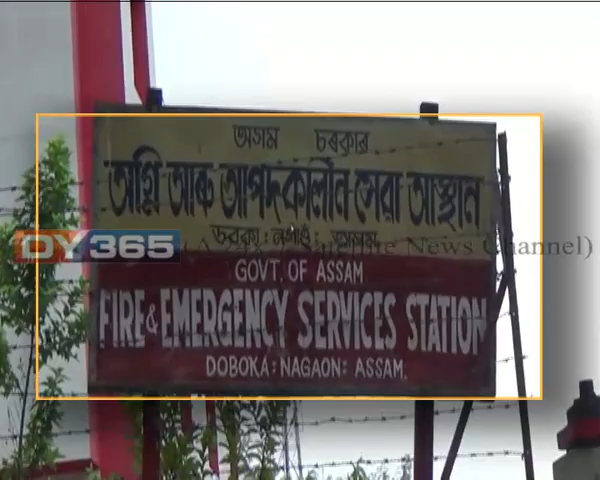 অসম চৰকাৰ
অগ্নি আৰু আপদকালীন সেৱা আস্থান
ডবকা : নগাওঁ : অসম
DY365 (A Satellite News Channel)
GOVT. OF ASSAM
FIRE & EMERGENCY SERVICES STATION
DOBOKA : NAGAON : ASSAM.